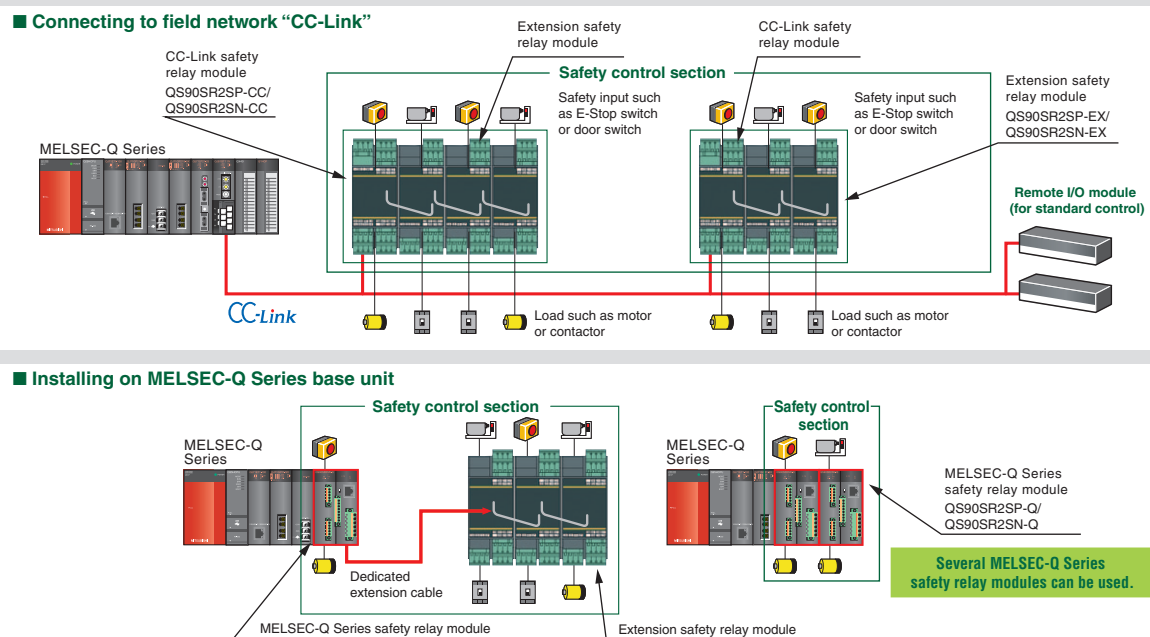 ■ Connecting to field network “CC-Link”
Extension safety
relay module
CC-Link safety
relay module
CC-Link safety
relay module
QS90SR2SP-CC/
QS90SR2SN-CC
Safety control section
Safety input such
as E-Stop switch
or door switch
Safety input such
as E-Stop switch
or door switch
Extension safety
relay module
QS90SR2SP-EX/
QS90SR2SN-EX
MELSEC-Q Series
Remote I/O module
(for standard control)
CC-Link
Load such as motor
or contactor
Load such as motor
or contactor
■ Installing on MELSEC-Q Series base unit
Safety control section
MELSEC-Q
Series
Dedicated
extension cable
MELSEC-Q Series safety relay module
Extension safety relay module
Safety control
section
MELSEC-Q
Series
MELSEC-Q Series
safety relay module
QS90SR2SP-Q/
QS90SR2SN-Q
Several MELSEC-Q Series
safety relay modules can be used.